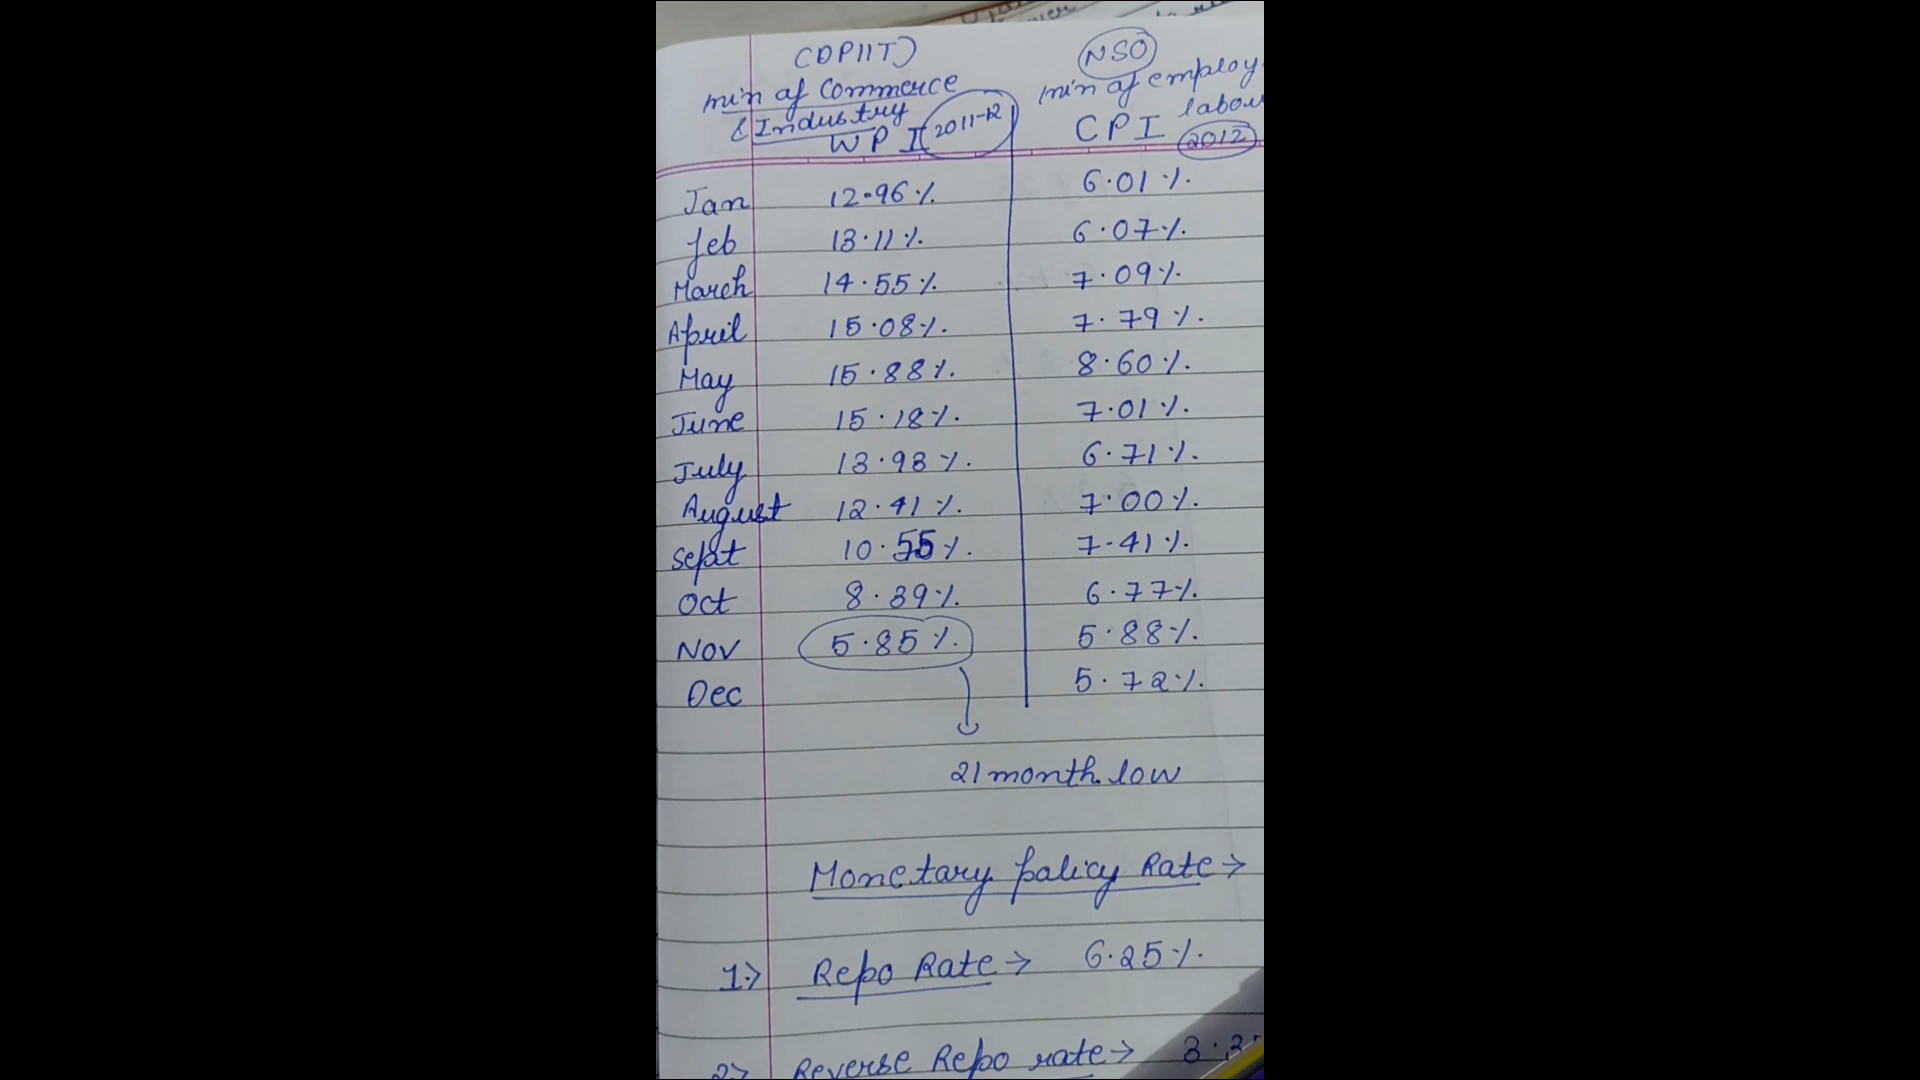 (DPIIT)
NSO
min of Commerce
min of employ
& Industry
labou
WPI (2011-12
CPI 2012
Jan 12.96% 6.01%
feb 13.11% 6.07%
March 14.55% 7.09%
April 15.08% 7.79%
May 15.88% 8.60%
June 15.18% 7.01%
July 13.93% 6.71%
August 12.41% 7.00%
Sept 10.55% 7.41%
Oct 8.39% 6.77%
Nov 5.85% 5.88%
Dec 5.72%
21 month low
Monetary policy Rate →
1.> Repo Rate → 6.25%
2> Reverse Repo rate → 3.3